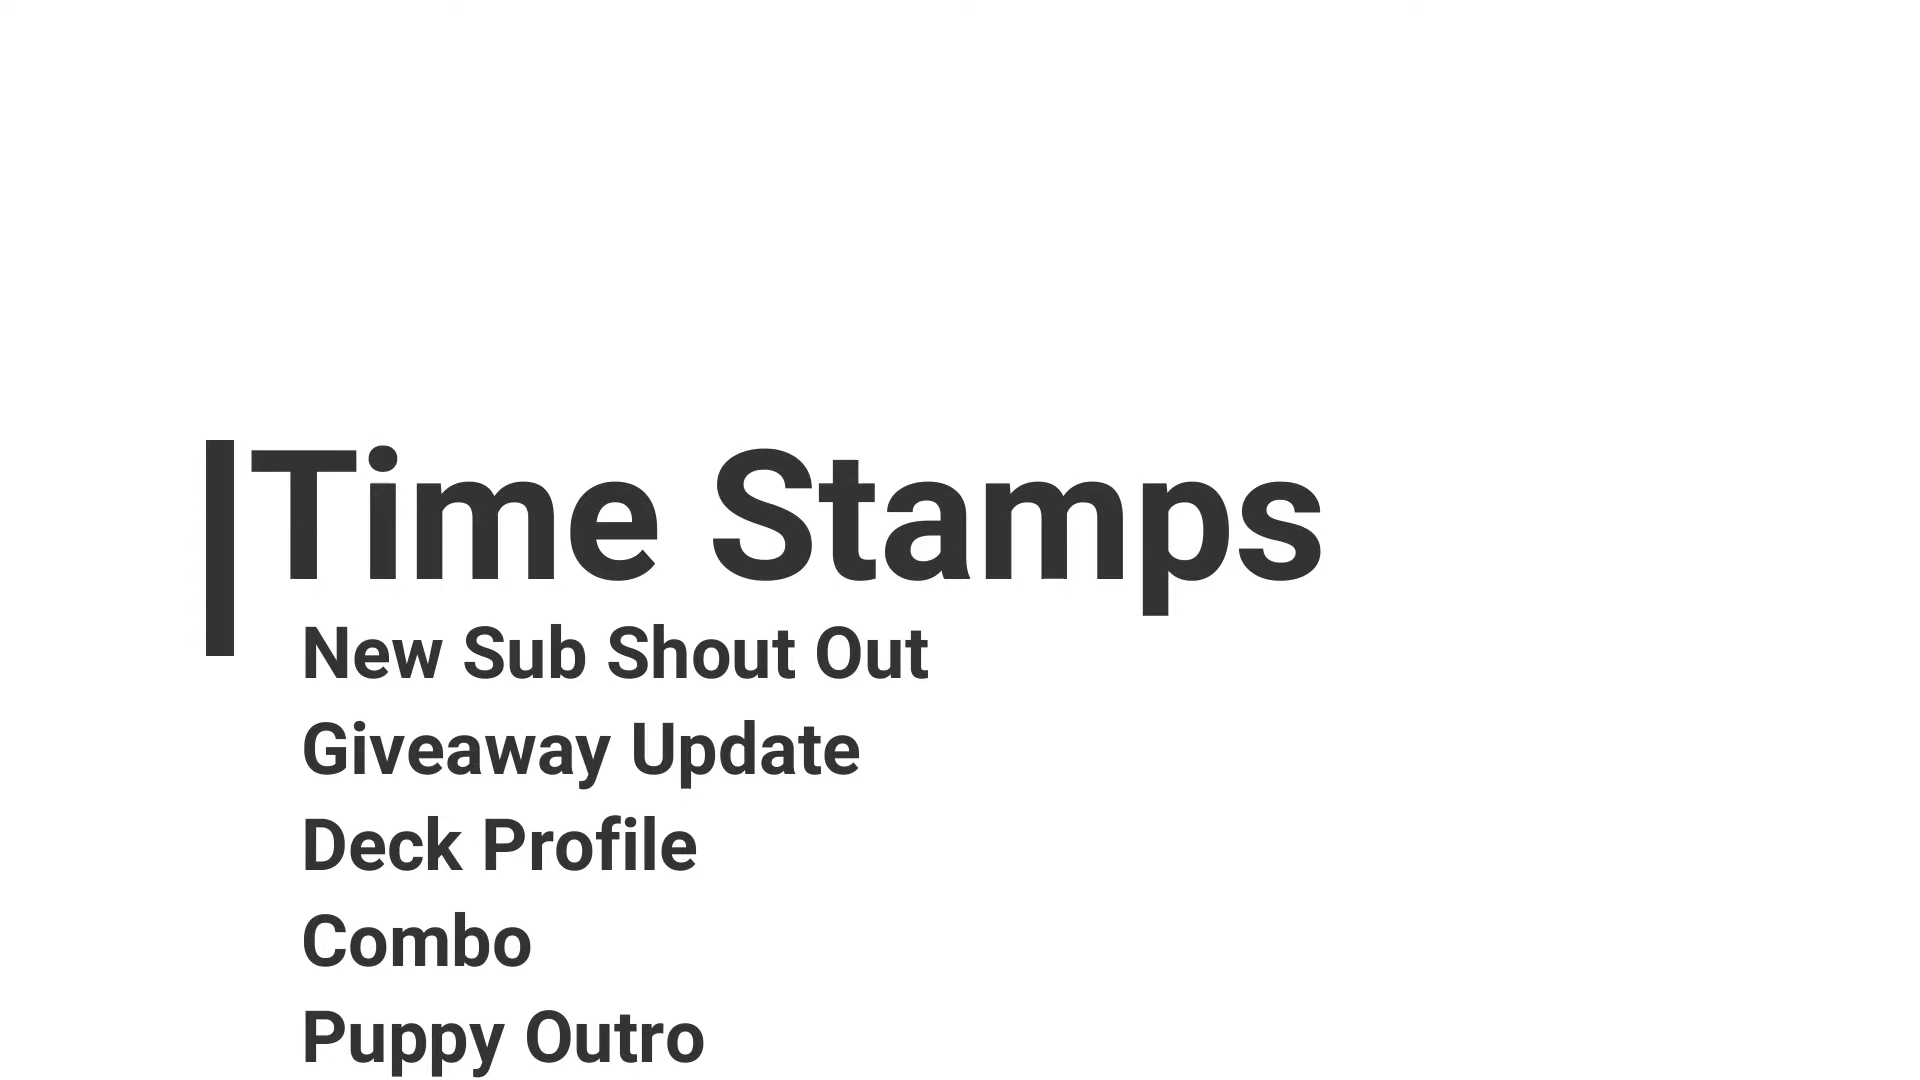 Time Stamps
New Sub Shout Out
Giveaway Update
Deck Profile
Combo
Puppy Outro